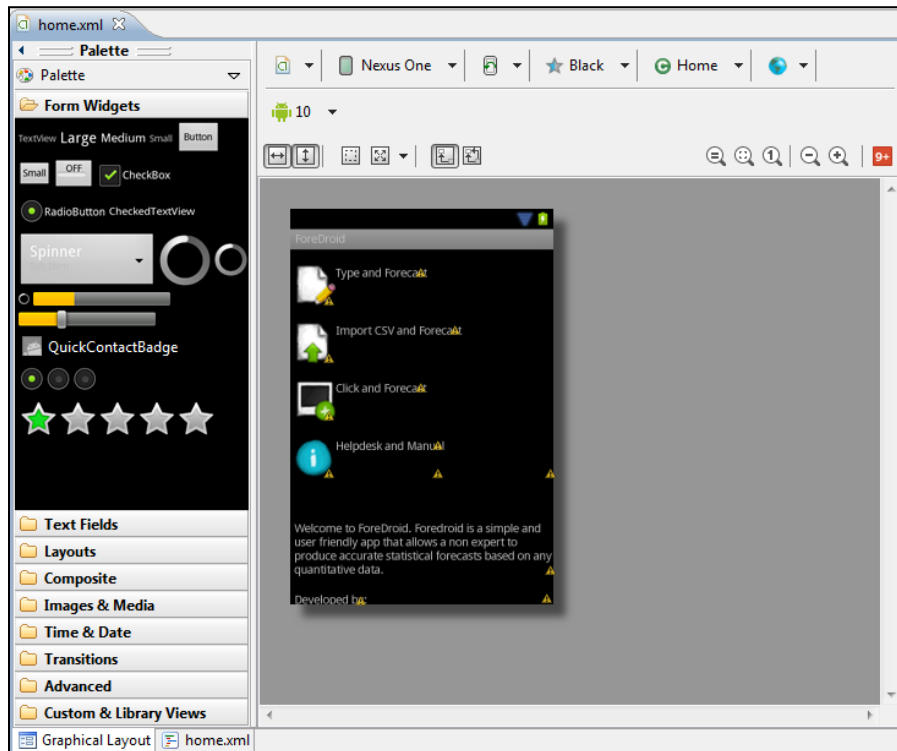 home.xml
Palette
Palette
Form Widgets
TextView Large Medium Small Button
Small OFF CheckBox
RadioButton CheckedTextView
Spinner
QuickContactBadge
Text Fields
Layouts
Composite
Images & Media
Time & Date
Transitions
Advanced
Custom & Library Views
Graphical Layout home.xml
Nexus One Black Home
10
1 9+
ForeDroid
Type and Forecast
Import CSV and Forecast
Click and Forecast
Helpdesk and Manual
Welcome to ForeDroid. Foredroid is a simple and
user friendly app that allows a non expert to
produce accurate statistical forecasts based on any
quantitative data.
Developed by: